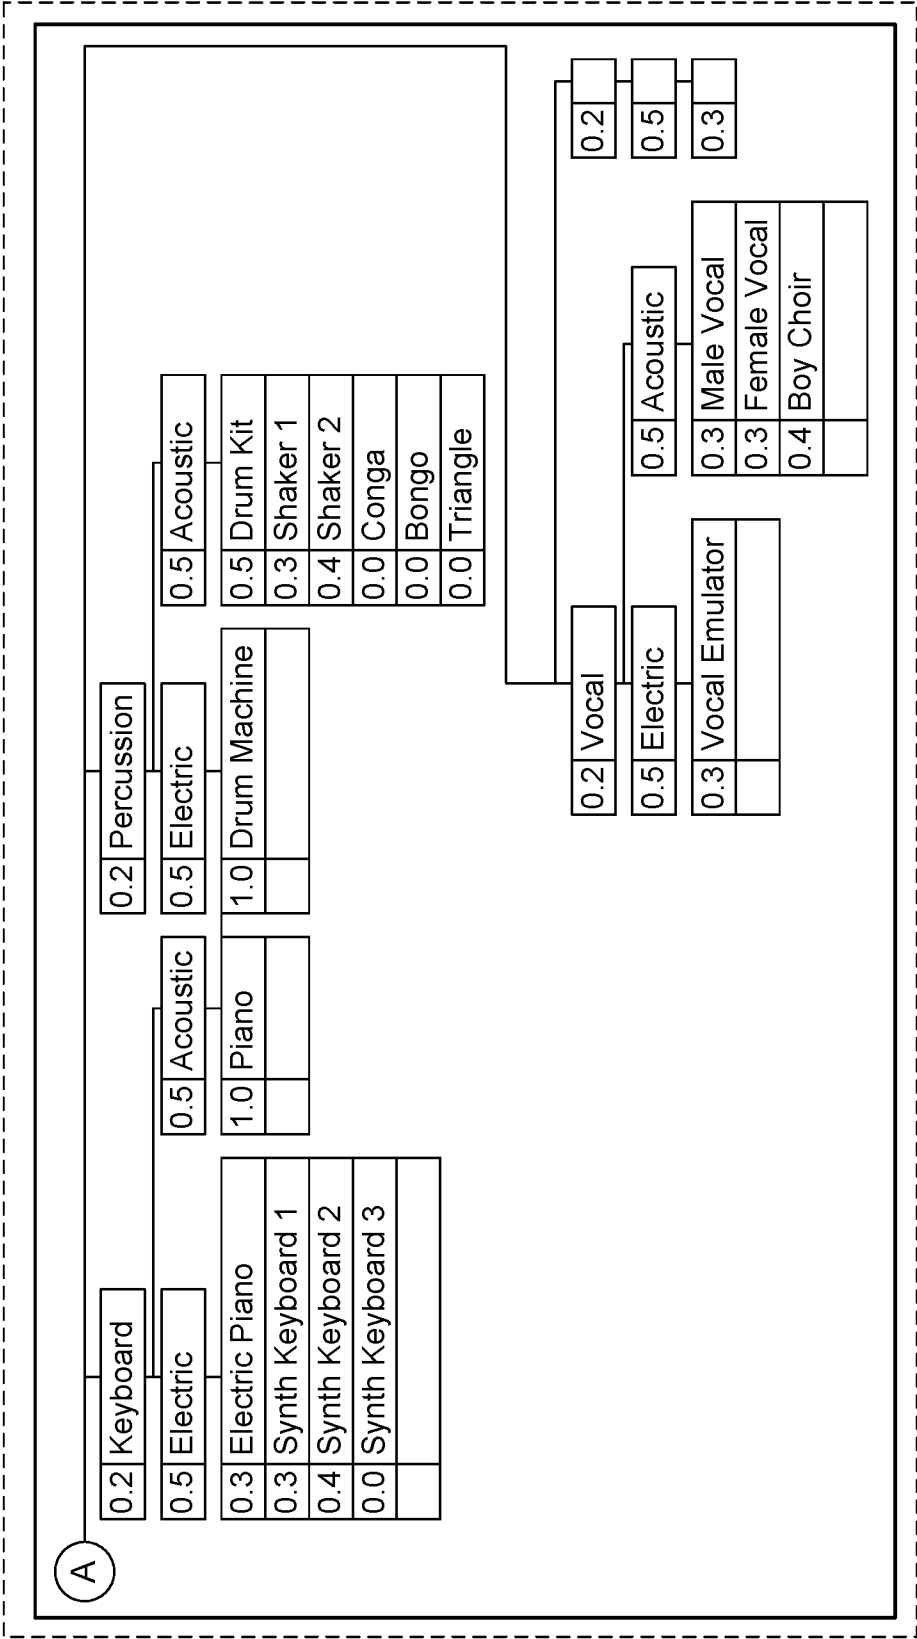 A
0.2 Keyboard
0.5 Electric
0.3 Electric Piano
0.3 Synth Keyboard 1
0.4 Synth Keyboard 2
0.0 Synth Keyboard 3
0.5 Acoustic
1.0 Piano
0.2 Percussion
0.5 Electric
1.0 Drum Machine
0.5 Acoustic
0.5 Drum Kit
0.3 Shaker 1
0.4 Shaker 2
0.0 Conga
0.0 Bongo
0.0 Triangle
0.2 Vocal
0.5 Electric
0.3 Vocal Emulator
0.5 Acoustic
0.3 Male Vocal
0.3 Female Vocal
0.4 Boy Choir
0.2
0.5
0.3